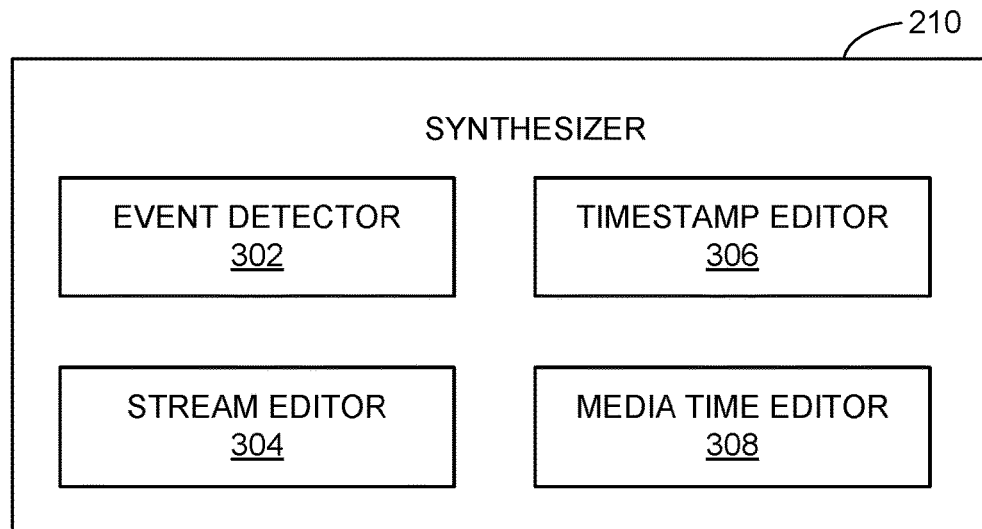 210
SYNTHESIZER
EVENT DETECTOR
302
TIMESTAMP EDITOR
306
STREAM EDITOR
304
MEDIA TIME EDITOR
308